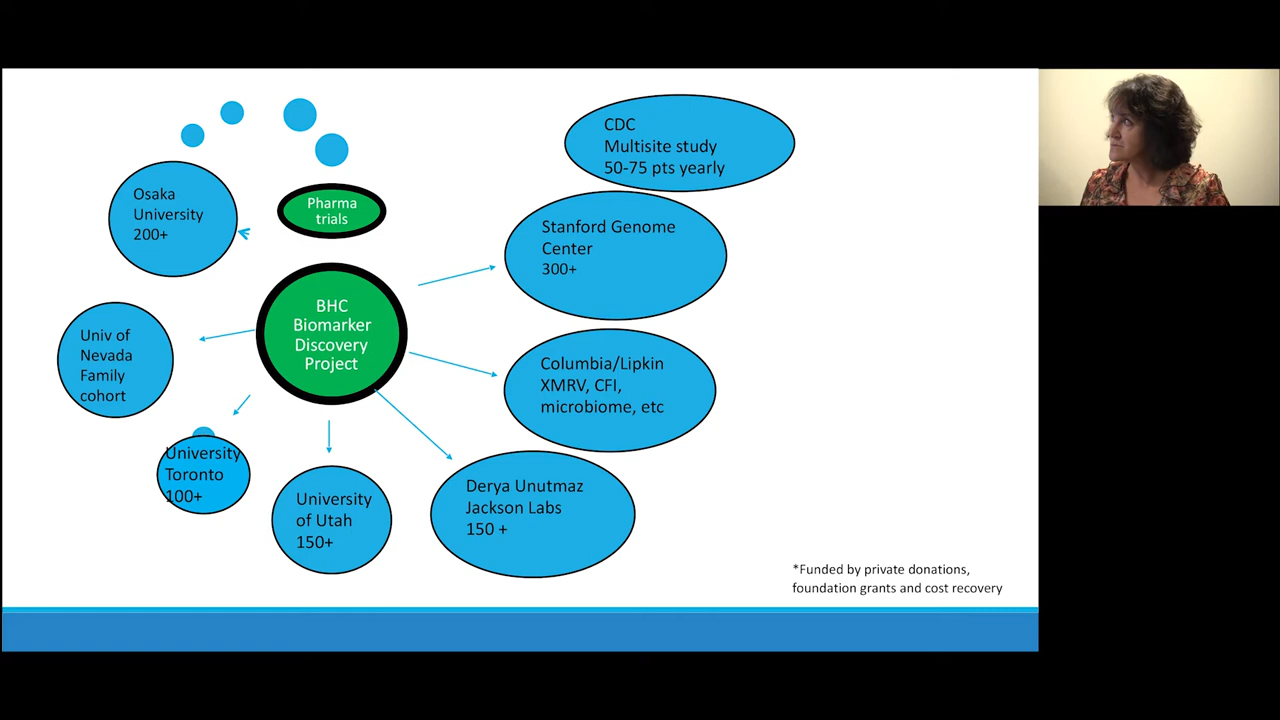 CDC
Multisite study
50-75 pts yearly
Osaka
University
200+
Pharma
trials
Stanford Genome
Center
300+
BHC
Biomarker
Discovery
Project
Univ of
Nevada
Family
cohort
Columbia/Lipkin
XMRV, CFI,
microbiome, etc
University
Toronto
100+
University
of Utah
150+
Derya Unutmaz
Jackson Labs
150 +
*Funded by private donations,
foundation grants and cost recovery